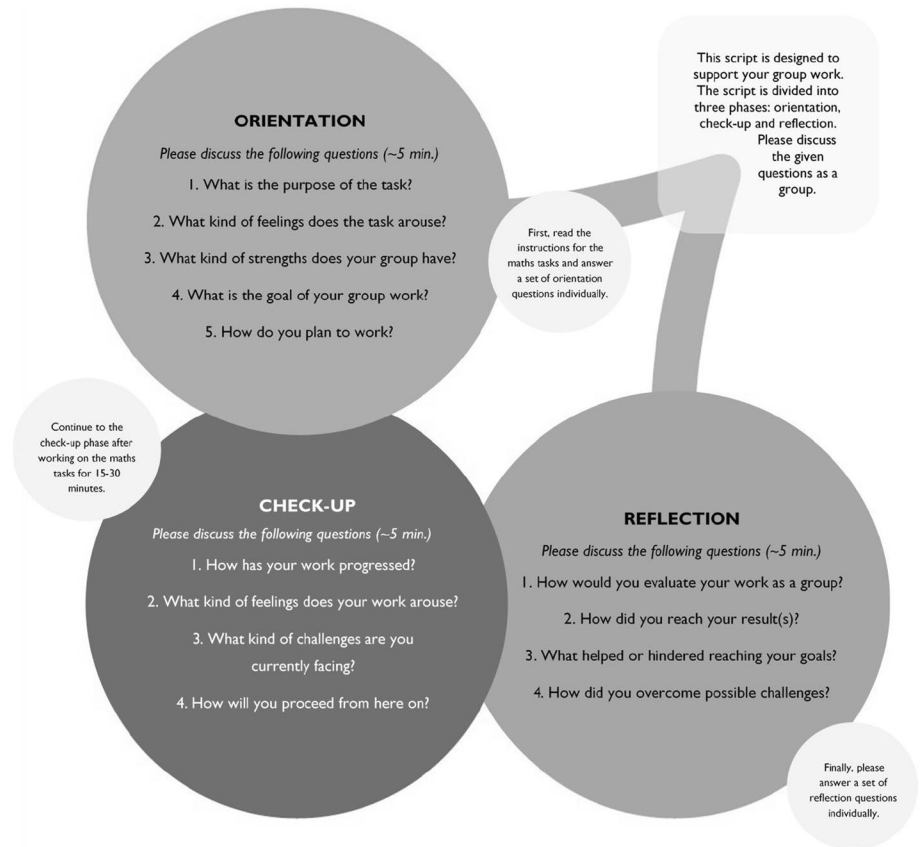 This script is designed to
support your group work.
The script is divided into
three phases: orientation,
check-up and reflection.
Please discuss
the given
questions as a
group.
First, read the
instructions for the
maths tasks and answer
a set of orientation
questions individually.
ORIENTATION
Please discuss the following questions (~5 min.)
1. What is the purpose of the task?
2. What kind of feelings does the task arouse?
3. What kind of strengths does your group have?
4. What is the goal of your group work?
5. How do you plan to work?
Continue to the
check-up phase after
working on the maths
tasks for 15-30
minutes.
CHECK-UP
Please discuss the following questions (~5 min.)
1. How has your work progressed?
2. What kind of feelings does your work arouse?
3. What kind of challenges are you
currently facing?
4. How will you proceed from here on?
REFLECTION
Please discuss the following questions (~5 min.)
1. How would you evaluate your work as a group?
2. How did you reach your result(s)?
3. What helped or hindered reaching your goals?
4. How did you overcome possible challenges?
Finally, please
answer a set of
reflection questions
individually.